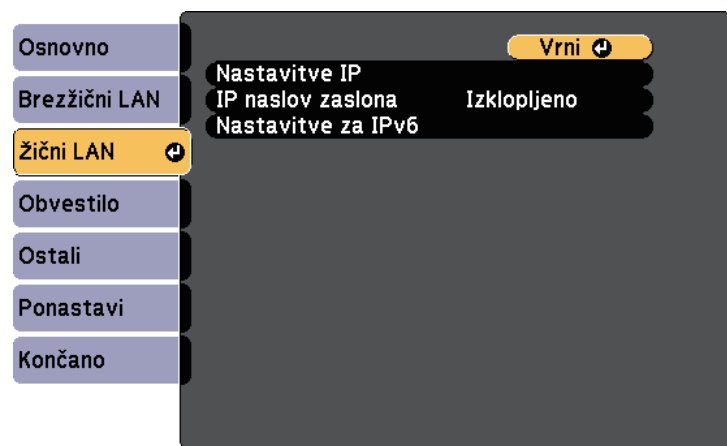 Osnovno
Brezžični LAN
Žični LAN
Obvestilo
Ostali
Ponastavi
Končano
Vrni
Nastavitve IP
IP naslov zaslona Izklopljeno
Nastavitve za IPv6